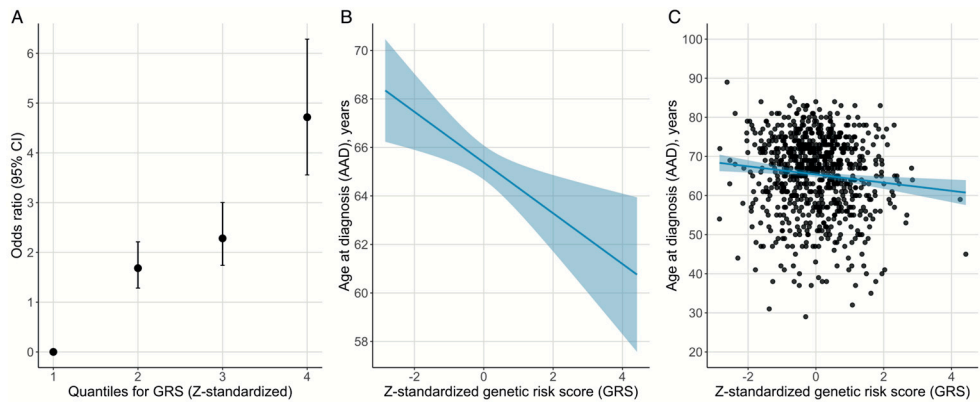 A
Odds ratio (95% CI)
6
5
4
3
2
1
0
1 2 3 4
Quantiles for GRS (Z-standardized)
B
Age at diagnosis (AAD), years
70
68
66
64
62
60
58
-2 0 2 4
Z-standardized genetic risk score (GRS)
C
Age at diagnosis (AAD), years
100
90
80
70
60
50
40
30
20
-2 0 2 4
Z-standardized genetic risk score (GRS)